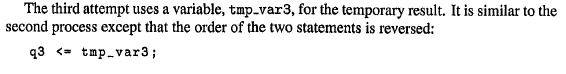 The third attempt uses a variable, tmp_var3, for the temporary result. It is similar to the
second process except that the order of the two statements is reversed:
q3 <= tmp_var3;